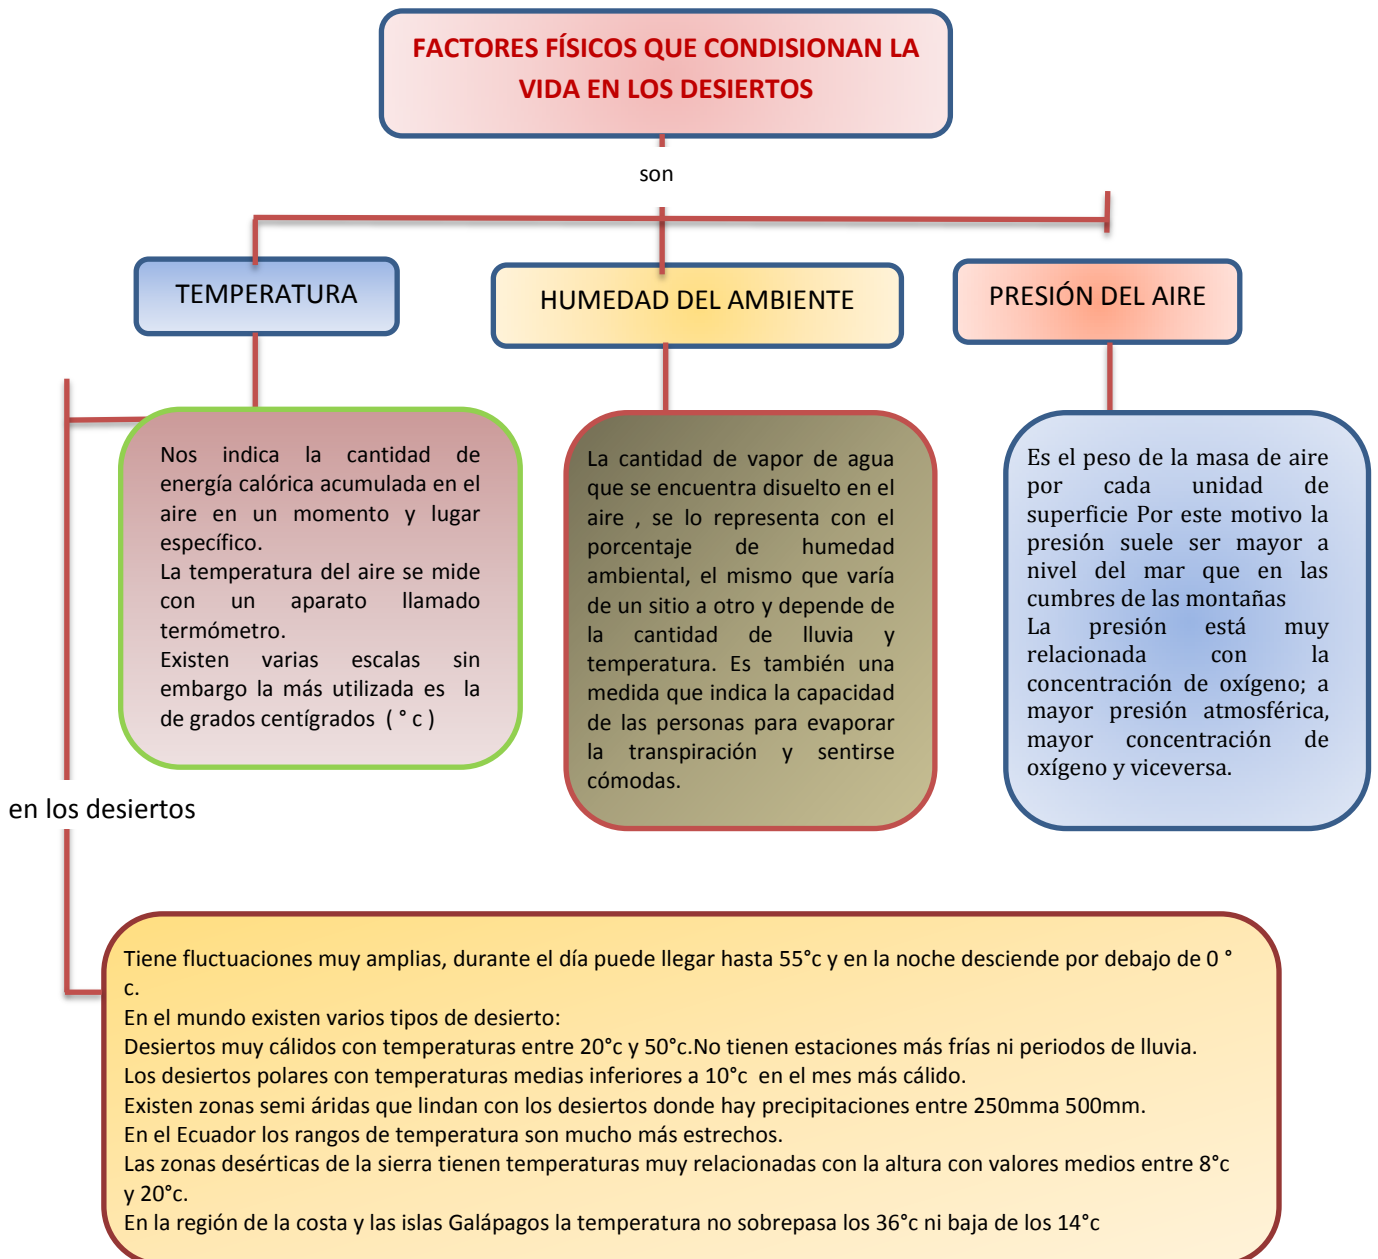 FACTORES FÍSICOS QUE CONDISIONAN LA
VIDA EN LOS DESIERTOS
son
TEMPERATURA
HUMEDAD DEL AMBIENTE
PRESIÓN DEL AIRE
Nos indica la cantidad de
energía calórica acumulada en el
aire en un momento y lugar
específico.
La temperatura del aire se mide
con un aparato llamado
termómetro.
Existen varias escalas sin
embargo la más utilizada es la
de grados centígrados ( ° c )
La cantidad de vapor de agua
que se encuentra disuelto en el
aire , se lo representa con el
porcentaje de humedad
ambiental, el mismo que varía
de un sitio a otro y depende de
la cantidad de lluvia y
temperatura. Es también una
medida que indica la capacidad
de las personas para evaporar
la transpiración y sentirse
cómodas.
Es el peso de la masa de aire
por cada unidad de
superficie Por este motivo la
presión suele ser mayor a
nivel del mar que en las
cumbres de las montañas
La presión está muy
relacionada con la
concentración de oxígeno; a
mayor presión atmosférica,
mayor concentración de
oxígeno y viceversa.
en los desiertos
Tiene fluctuaciones muy amplias, durante el día puede llegar hasta 55°c y en la noche desciende por debajo de 0 °
c.
En el mundo existen varios tipos de desierto:
Desiertos muy cálidos con temperaturas entre 20°c y 50°c.No tienen estaciones más frías ni periodos de lluvia.
Los desiertos polares con temperaturas medias inferiores a 10°c en el mes más cálido.
Existen zonas semi áridas que lindan con los desiertos donde hay precipitaciones entre 250mma 500mm.
En el Ecuador los rangos de temperatura son mucho más estrechos.
Las zonas desérticas de la sierra tienen temperaturas muy relacionadas con la altura con valores medios entre 8°c
y 20°c.
En la región de la costa y las islas Galápagos la temperatura no sobrepasa los 36°c ni baja de los 14°c